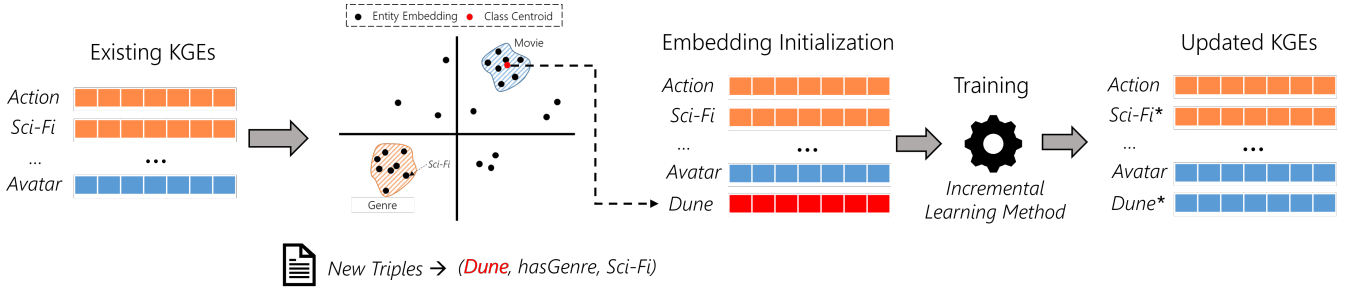 Existing KGEs
Action
Sci-Fi
...
Avatar
...
Entity Embedding
Class Centroid
Movie
Sci-Fi
Genre
Embedding Initialization
Action
Sci-Fi
...
Avatar
Dune
...
Training
Incremental
Learning Method
Updated KGEs
Action
Sci-Fi*
...
Avatar
Dune*
...
New Triples → (Dune, hasGenre, Sci-Fi)